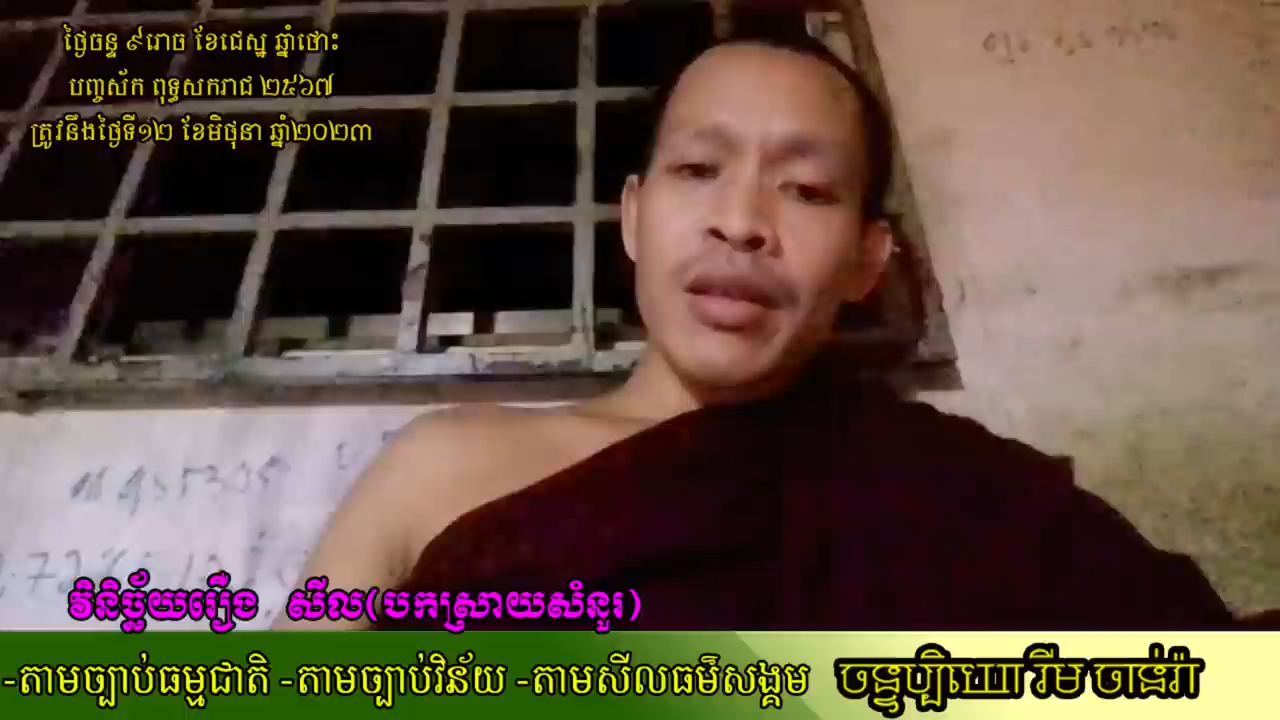 ថ្ងៃចន្ទ ៩រោច ខែជេស្ឋ ឆ្នាំថោះ
បញ្ចស័ក ពុទ្ធសករាជ ២៥៦៧
ត្រូវនឹងថ្ងៃទី១២ ខែមិថុនា ឆ្នាំ២០២៣
វិនិច្ឆ័យរឿង សីល(បកស្រាយសំនួរ)
-តាមច្បាប់ធម្មជាតិ -តាមច្បាប់វិន័យ -តាមសីលធម៌សង្គម ចន្ទប្បិយោ រីម ចាន់រ៉ា